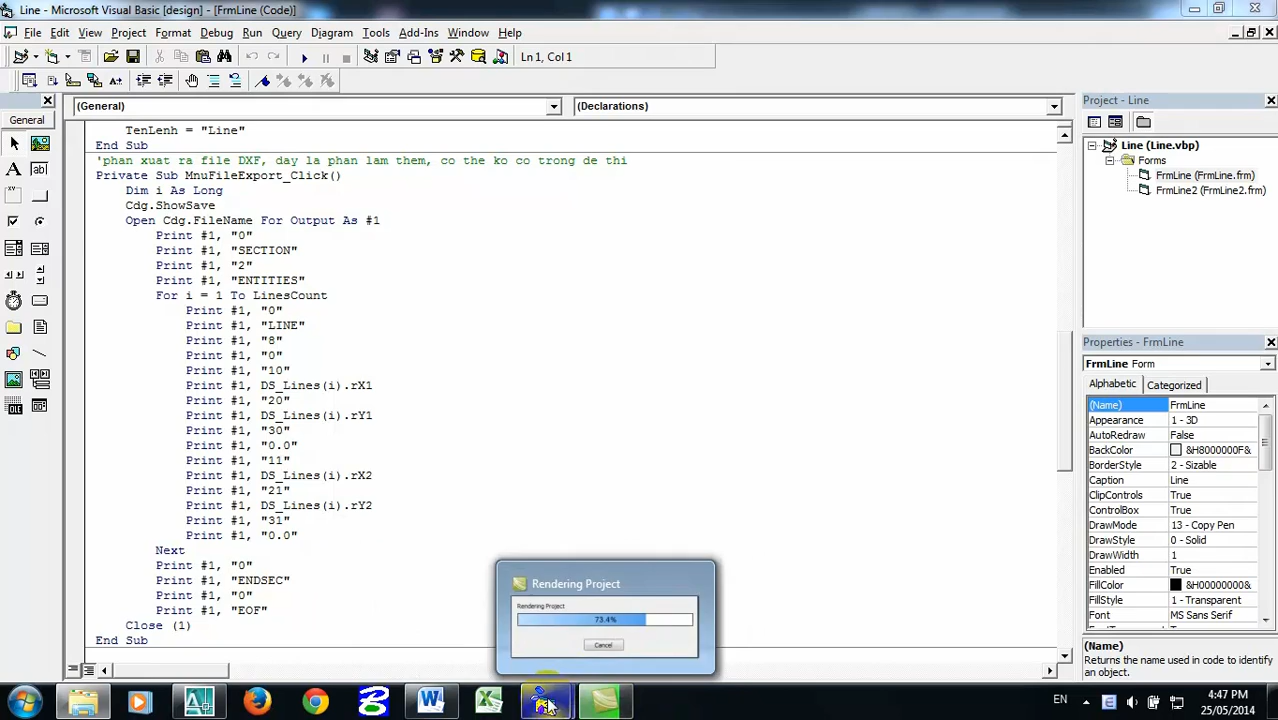 Line - Microsoft Visual Basic [design] - [FrmLine (Code)]
File Edit View Project Format Debug Run Query Diagram Tools Add-Ins Window Help
Ln 1, Col 1
General
(General)
(Declarations)
TenLenh = "Line"
End Sub
'phan xuat ra file DXF, day la phan lam them, co the ko co trong de thi
Private Sub MnuFileExport_Click()
Dim i As Long
Cdg.ShowSave
Open Cdg.FileName For Output As #1
Print #1, "0"
Print #1, "SECTION"
Print #1, "2"
Print #1, "ENTITIES"
For i = 1 To LinesCount
Print #1, "0"
Print #1, "LINE"
Print #1, "8"
Print #1, "0"
Print #1, "10"
Print #1, DS_Lines(i).rX1
Print #1, "20"
Print #1, DS_Lines(i).rY1
Print #1, "30"
Print #1, "0.0"
Print #1, "11"
Print #1, DS_Lines(i).rX2
Print #1, "21"
Print #1, DS_Lines(i).rY2
Print #1, "31"
Print #1, "0.0"
Next
Print #1, "0"
Print #1, "ENDSEC"
Print #1, "0"
Print #1, "EOF"
Close (1)
End Sub
Rendering Project
Rendering Project
73.4%
Cancel
Project - Line
Line (Line.vbp)
Forms
FrmLine (FrmLine.frm)
FrmLine2 (FrmLine2.frm)
Properties - FrmLine
FrmLine Form
Alphabetic Categorized
(Name) FrmLine
Appearance 1 - 3D
AutoRedraw False
BackColor &H8000000F&
BorderStyle 2 - Sizable
Caption Line
ClipControls True
ControlBox True
DrawMode 13 - Copy Pen
DrawStyle 0 - Solid
DrawWidth 1
Enabled True
FillColor &H00000000&
FillStyle 1 - Transparent
Font MS Sans Serif
(Name)
Returns the name used in code to identify an object.
EN
4:47 PM
25/05/2014